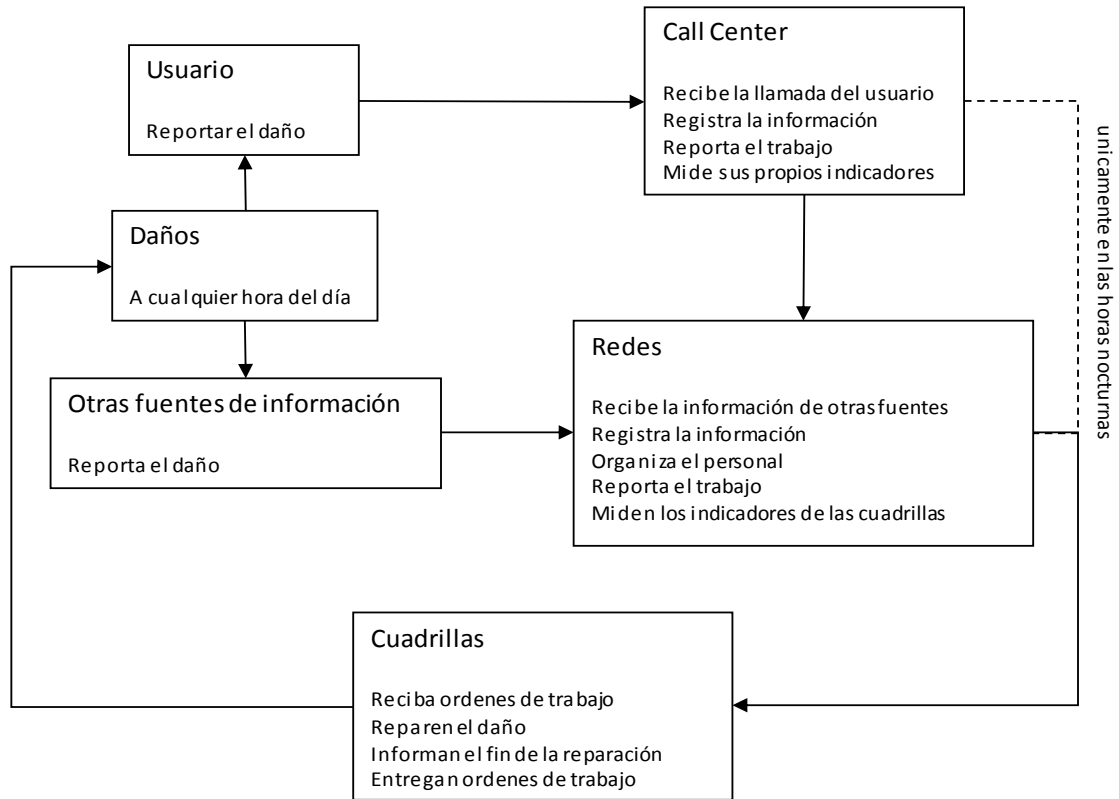 Call Center
Recibe la llamada del usuario
Registra la información
Reporta el trabajo
Mide sus propios indicadores
Usuario
Reportar el daño
unicamente en las horas nocturnas
Daños
A cualquier hora del día
Redes
Recibe la información de otras fuentes
Registra la información
Organiza el personal
Reporta el trabajo
Miden los indicadores de las cuadrillas
Otras fuentes de información
Reporta el daño
Cuadrillas
Reciba ordenes de trabajo
Reparen el daño
Informan el fin de la reparación
Entregan ordenes de trabajo